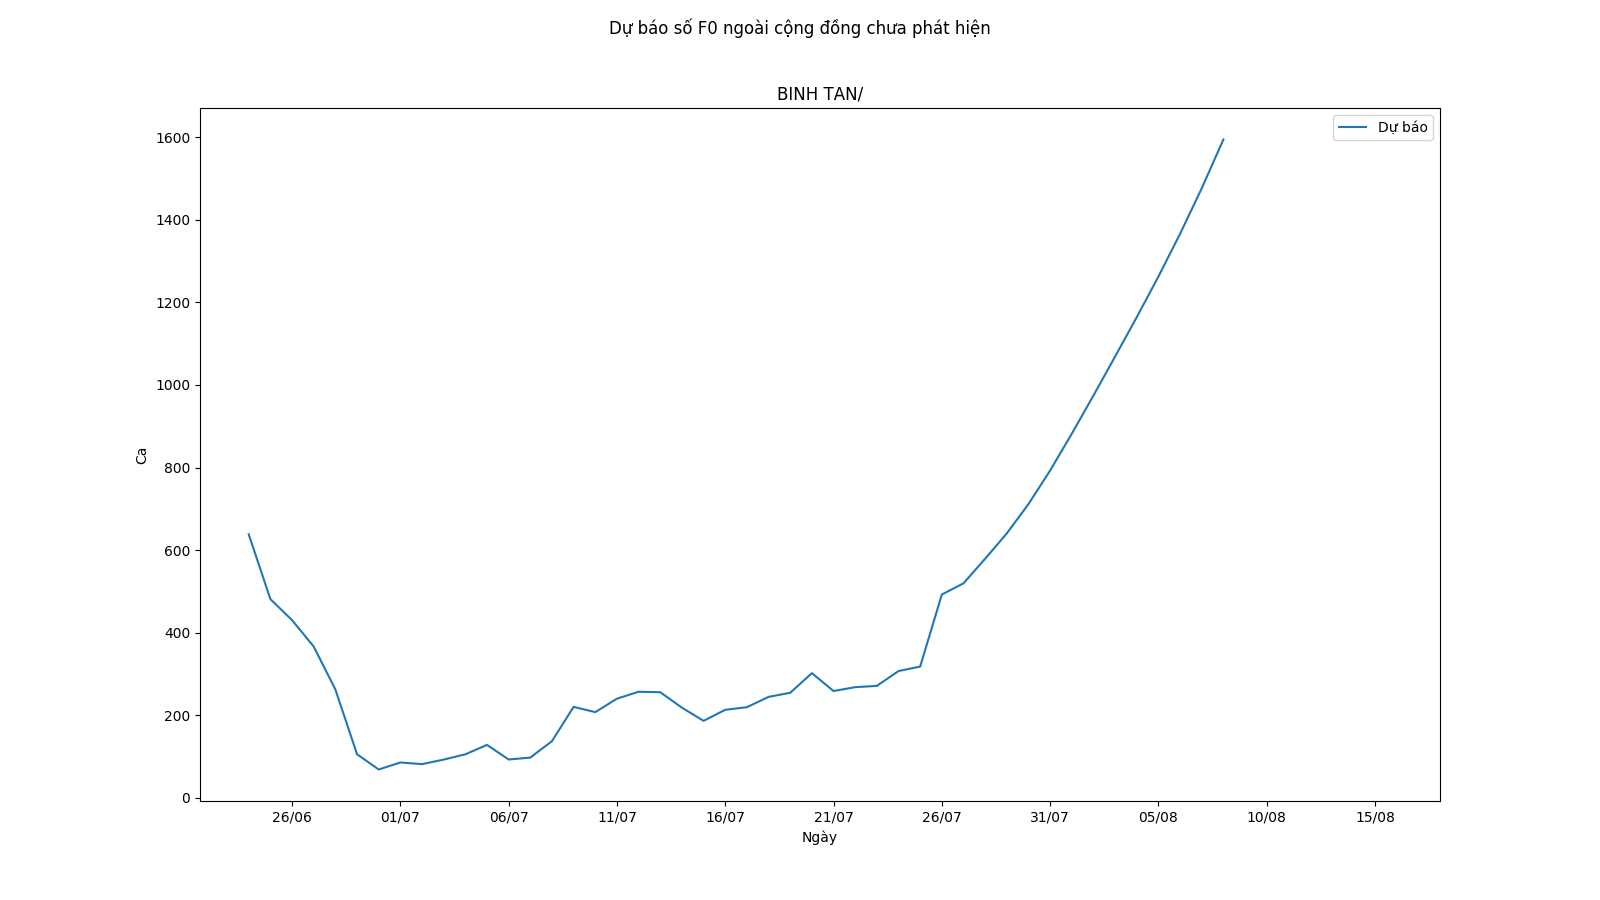 Dự báo số F0 ngoài cộng đồng chưa phát hiện
BINH TAN/
Dự báo
1600
1400
1200
1000
800
600
400
200
0
Ca
26/06 01/07 06/07 11/07 16/07 21/07 26/07 31/07 05/08 10/08 15/08
Ngày